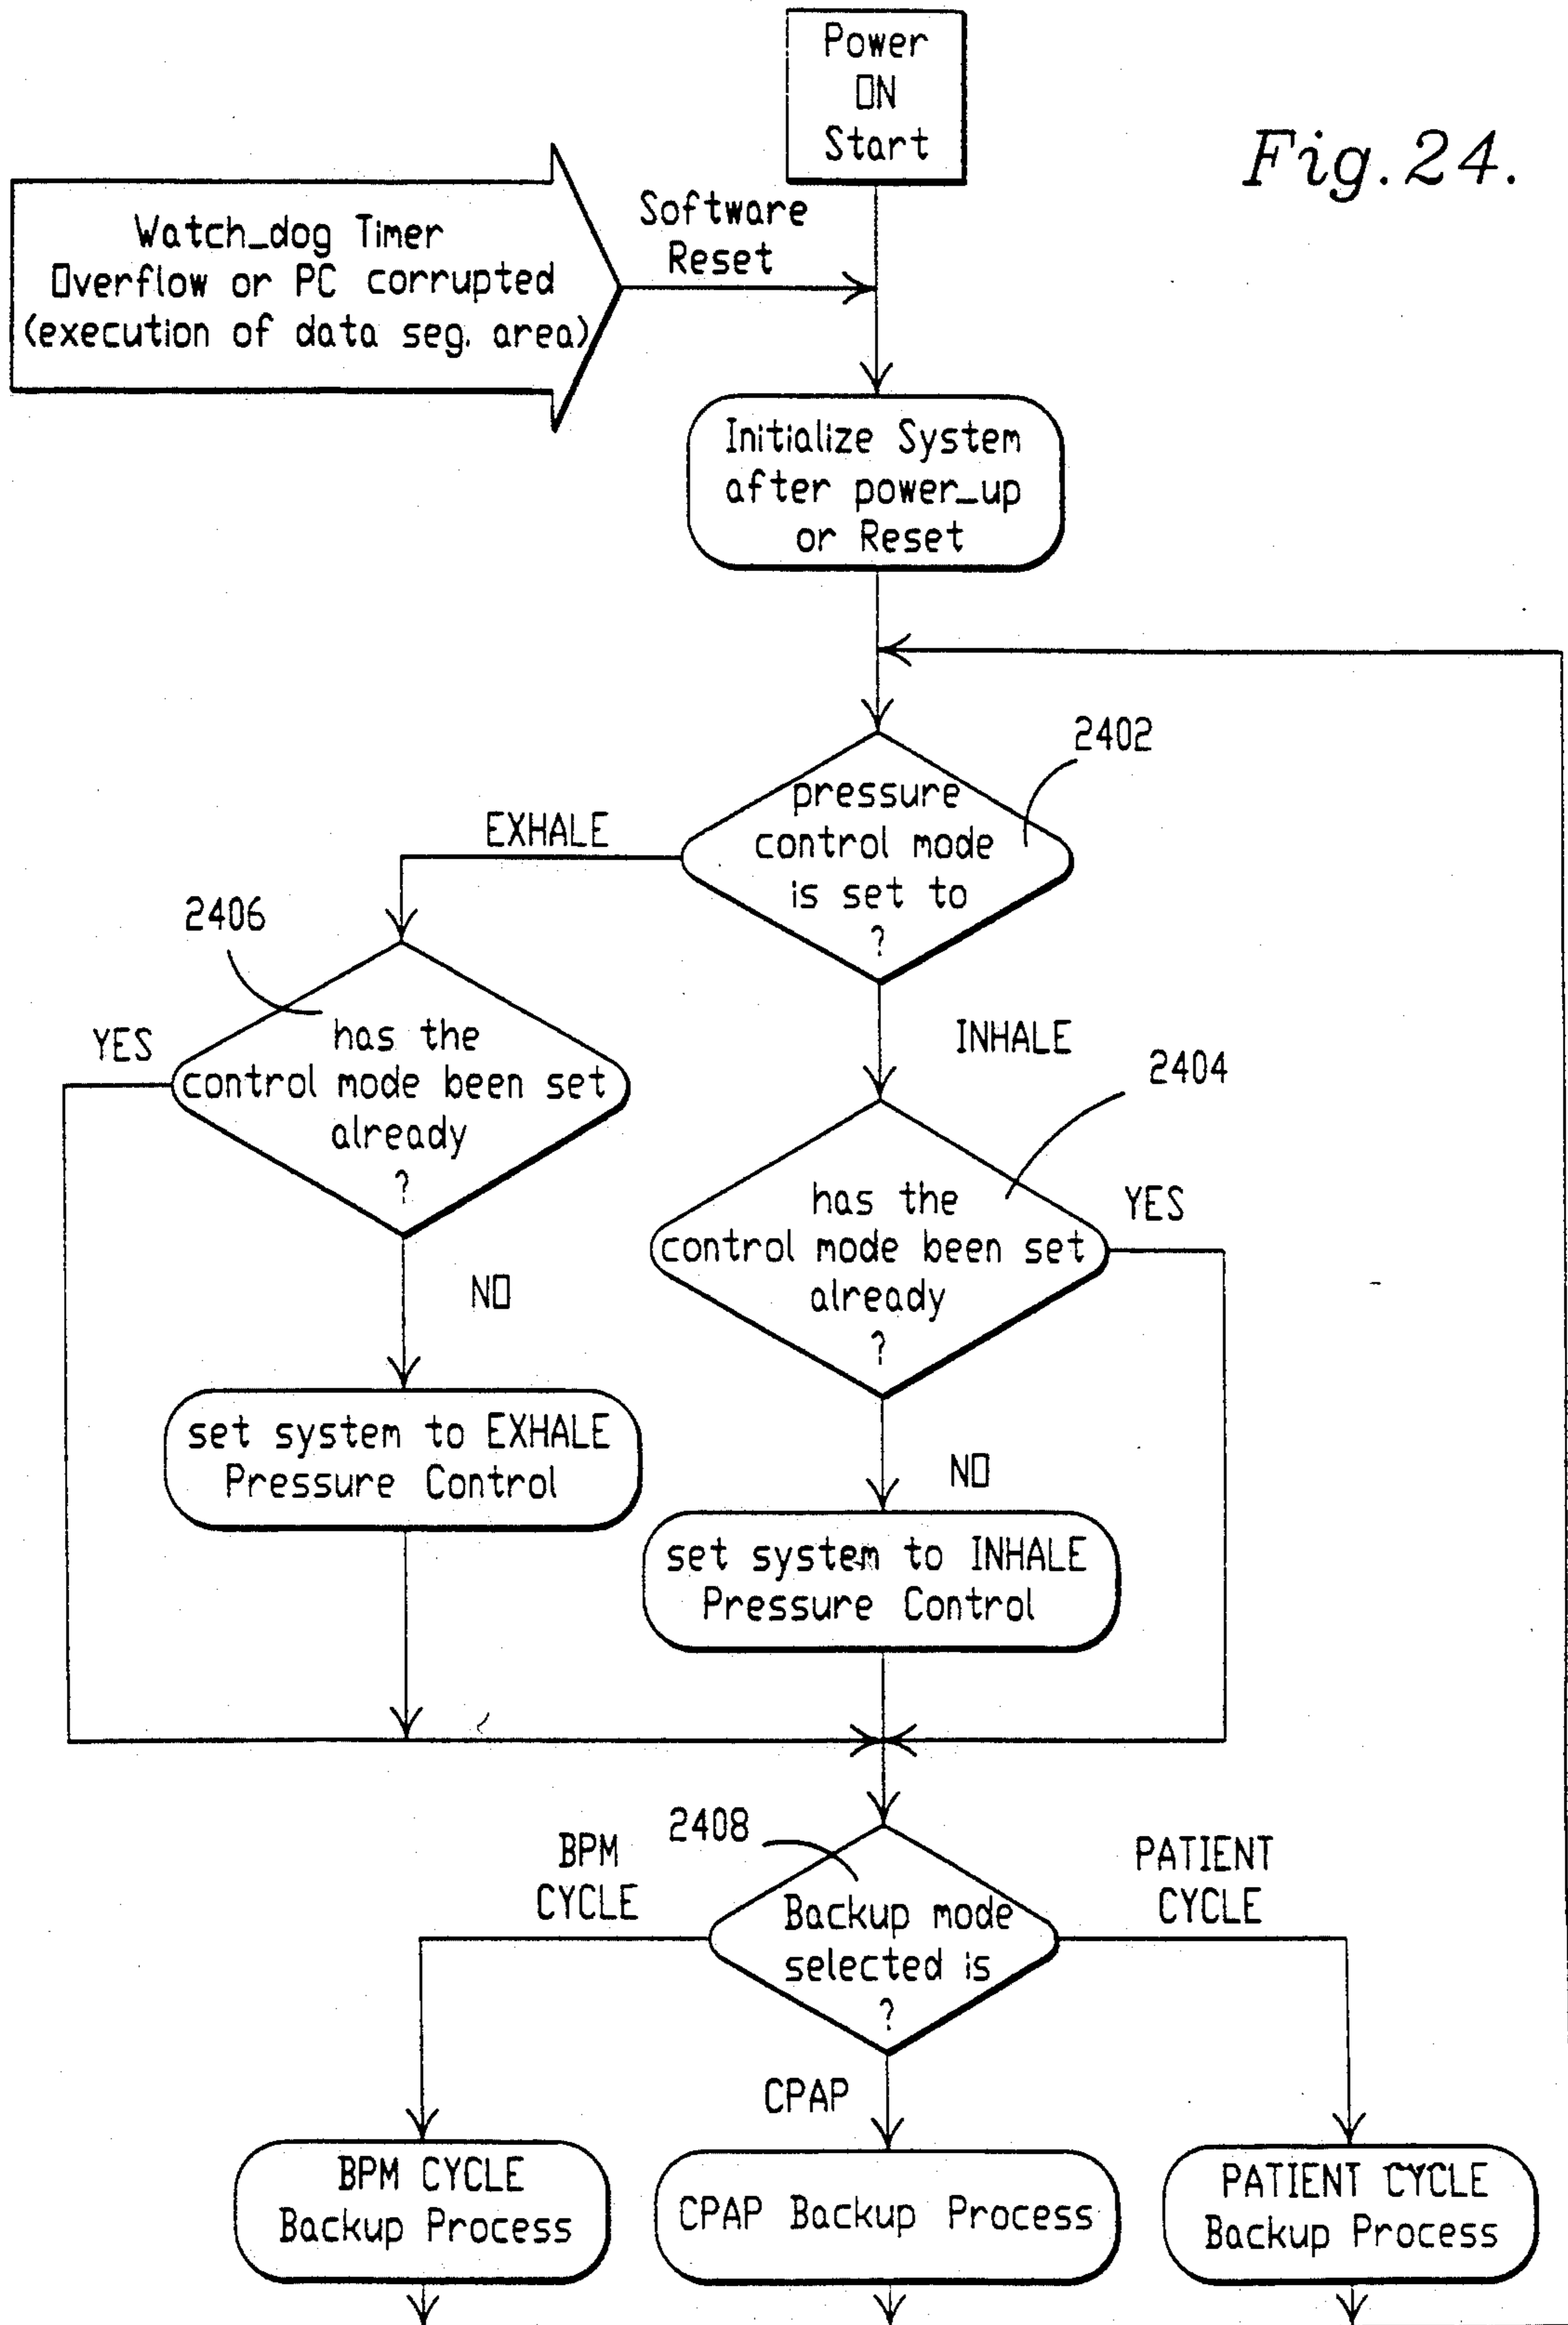 Power
ON
Start
Fig. 24.
Watch_dog Timer
Overflow or PC corrupted
(execution of data seg. area)
Software
Reset
Initialize System
after power_up
or Reset
2402
pressure
control mode
is set to
?
EXHALE
2406
has the
control mode been set
already
?
YES
INHALE
2404
has the
control mode been set
already
?
YES
NO
set system to EXHALE
Pressure Control
NO
set system to INHALE
Pressure Control
2408
BPM
CYCLE
Backup mode
selected is
?
PATIENT
CYCLE
CPAP
BPM CYCLE
Backup Process
CPAP Backup Process
PATIENT CYCLE
Backup Process